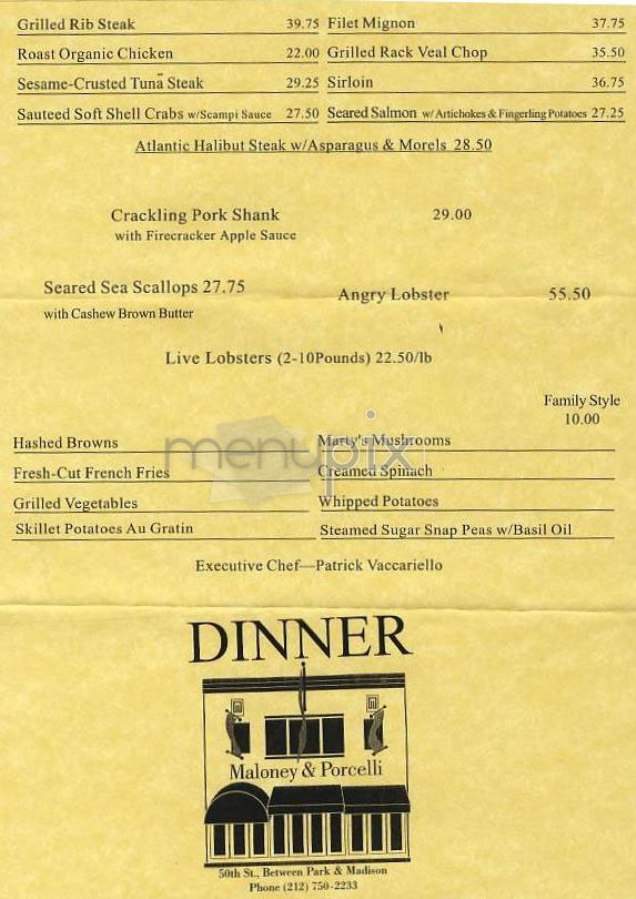 Grilled Rib Steak 39.75 Filet Mignon 37.75
Roast Organic Chicken 22.00 Grilled Rack Veal Chop 35.50
Sesame-Crusted Tuna Steak 29.25 Sirloin 36.75
Sauteed Soft Shell Crabs w/Scampi Sauce 27.50 Seared Salmon w/Artichokes & Fingerling Potatoes 27.25
Atlantic Halibut Steak w/Asparagus & Morels 28.50
Crackling Pork Shank 29.00
with Firecracker Apple Sauce
Seared Sea Scallops 27.75
with Cashew Brown Butter
Angry Lobster 55.50
Live Lobsters (2-10Pounds) 22.50/lb
Family Style
10.00
Hashed Browns Marty's Mushrooms
Fresh-Cut French Fries Creamed Spinach
Grilled Vegetables Whipped Potatoes
Skillet Potatoes Au Gratin Steamed Sugar Snap Peas w/Basil Oil
menupix
Executive Chef—Patrick Vaccariello
DINNER
Maloney & Porcelli
50th St., Between Park & Madison
Phone (212) 750-2233